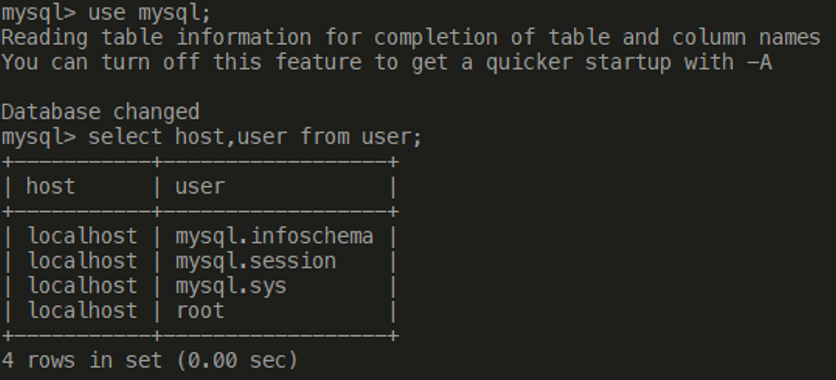 mysql> use mysql;
Reading table information for completion of table and column names
You can turn off this feature to get a quicker startup with -A
Database changed
mysql> select host,user from user;
+-----------+------------------+
| host      | user             |
+-----------+------------------+
| localhost | mysql.infoschema |
| localhost | mysql.session    |
| localhost | mysql.sys        |
| localhost | root             |
+-----------+------------------+
4 rows in set (0.00 sec)